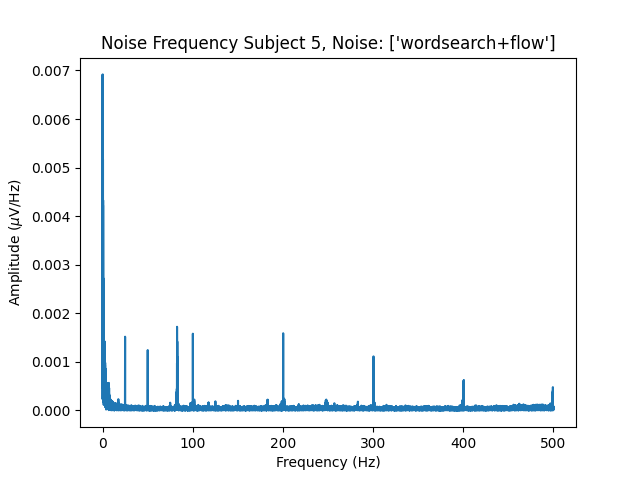 Noise Frequency Subject 5, Noise: ['wordsearch+flow']
0.007
0.006
0.005
0.004
0.003
0.002
0.001
0.000
Amplitude (μV/Hz)
0 100 200 300 400 500
Frequency (Hz)